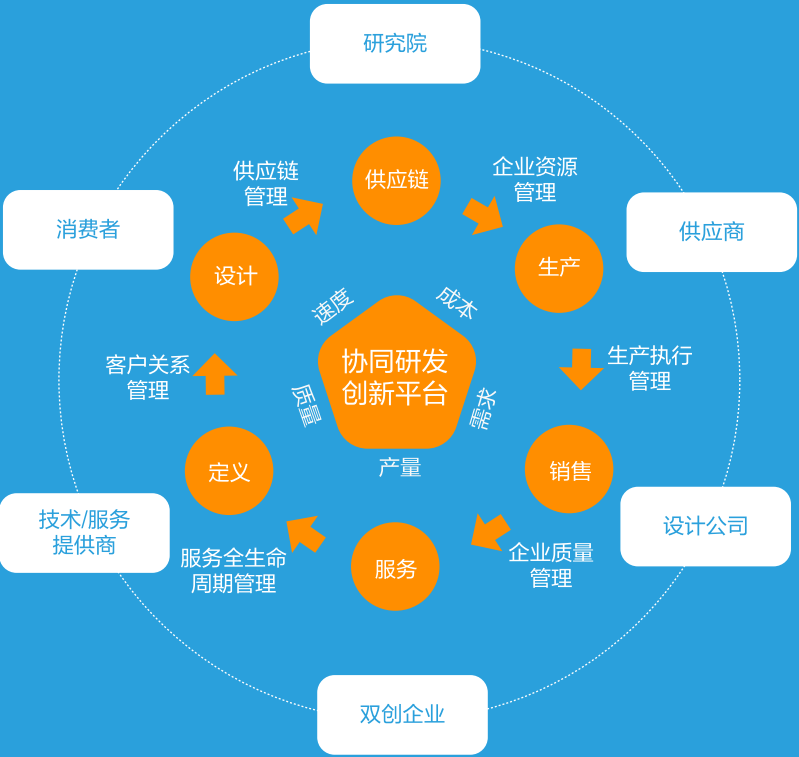 研究院
供应链
管理
供应链
企业资源
管理
消费者
供应商
设计
生产
速度
成本
客户关系
管理
协同研发
创新平台
生产执行
管理
质量
需求
产量
定义
销售
技术/服务
提供商
设计公司
服务全生命
周期管理
服务
企业质量
管理
双创企业